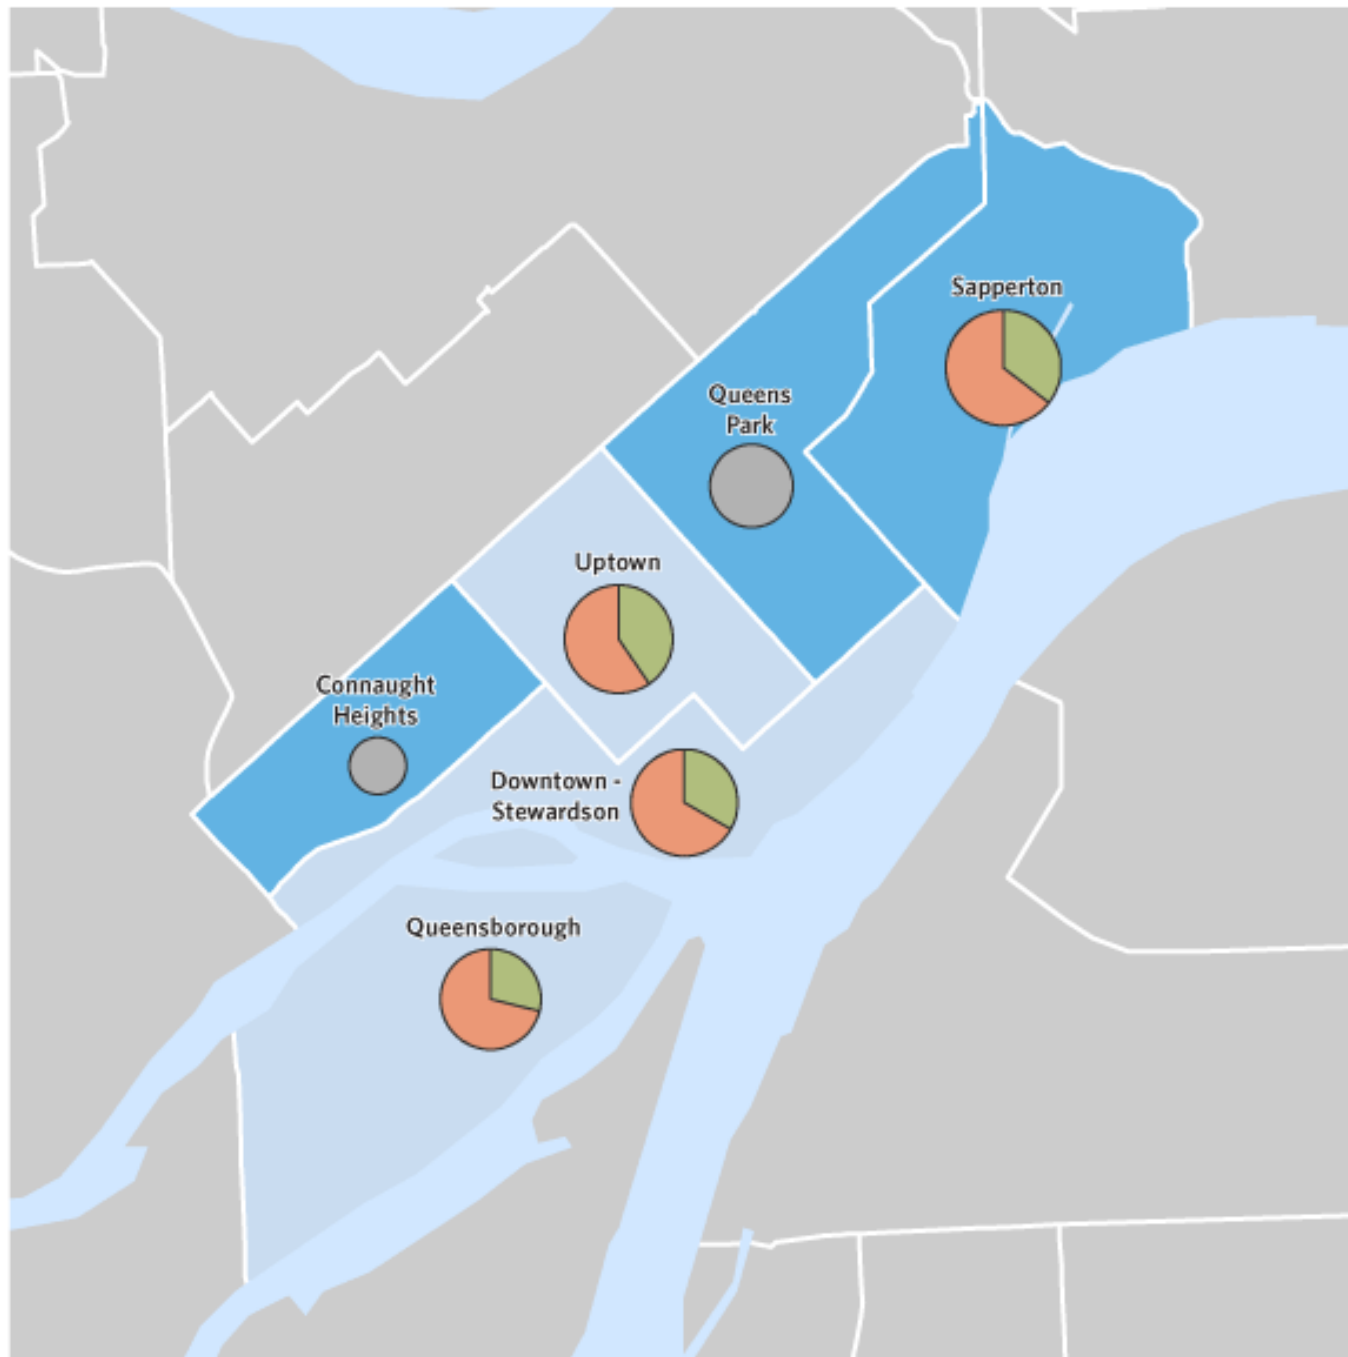 Sapperton
Queens
Park
Uptown
Connaught
Heights
Downtown -
Stewardson
Queensborough